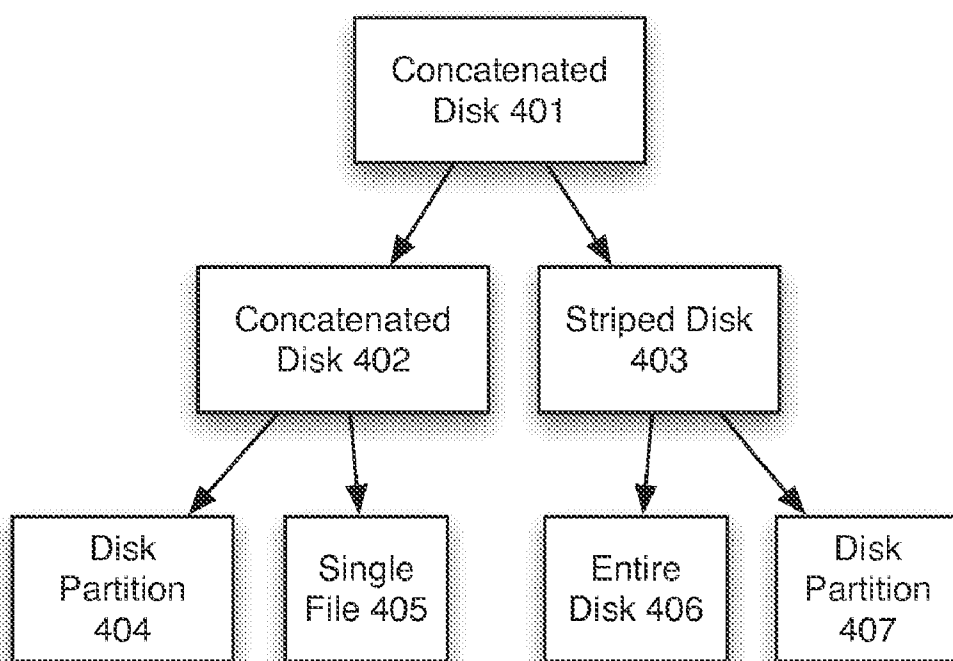 Concatenated
Disk 401
Concatenated
Disk 402
Striped Disk
403
Disk
Partition
404
Single
File 405
Entire
Disk 406
Disk
Partition
407